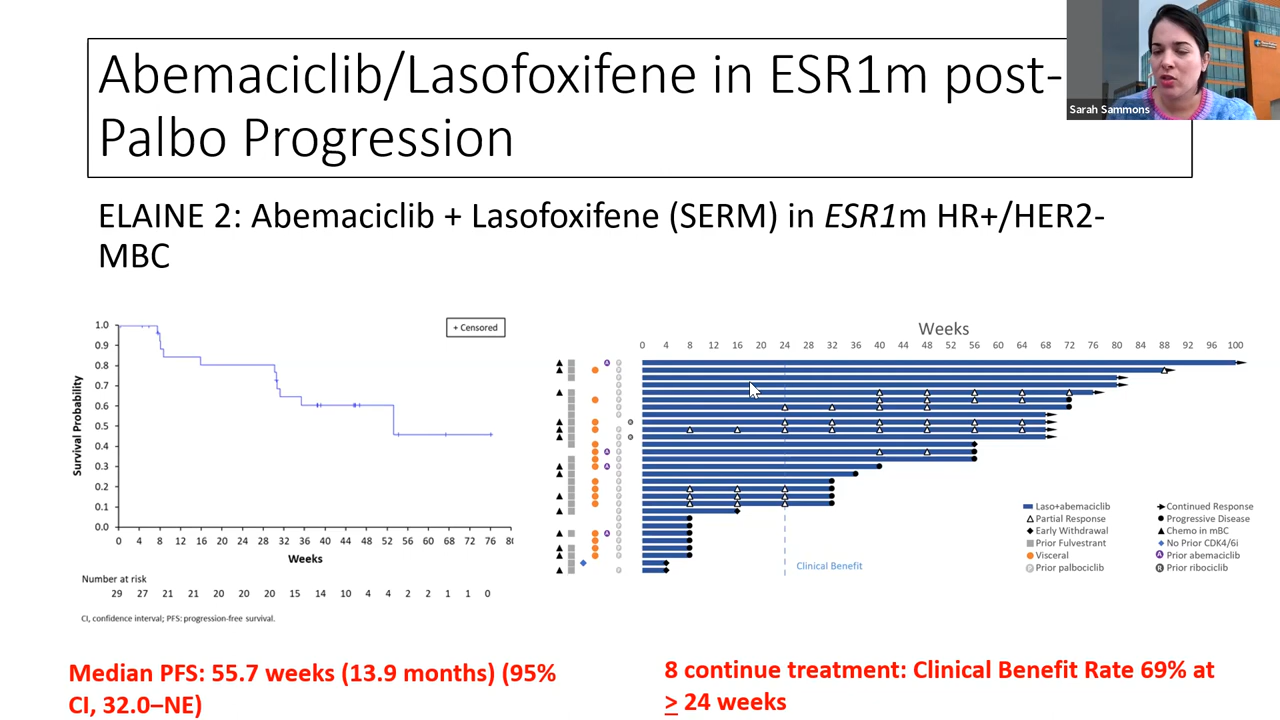 Abemaciclib/Lasofoxifene in ESR1m post-
Palbo Progression
Sarah Sammons
ELAINE 2: Abemaciclib + Lasofoxifene (SERM) in ESR1m HR+/HER2-
MBC
+ Censored
1.0
0.9
0.8
0.7
0.6
0.5
0.4
0.3
0.2
0.1
0.0
Survival Probability
0 4 8 12 16 20 24 28 32 36 40 44 48 52 56 60 64 68 72 76 80
Weeks
Number at risk
29 27 21 21 20 20 20 15 14 10 4 4 2 2 1 1 0
CI, confidence interval; PFS: progression-free survival.
Weeks
0 4 8 12 16 20 24 28 32 36 40 44 48 52 56 60 64 68 72 76 80 84 88 92 96 100
Clinical Benefit
Laso+abemaciclib
Partial Response
Early Withdrawal
Prior Fulvestrant
Visceral
P Prior palbociclib
Continued Response
Progressive Disease
Chemo in mBC
No Prior CDK4/6i
A Prior abemaciclib
R Prior ribociclib
Median PFS: 55.7 weeks (13.9 months) (95%
CI, 32.0–NE)
8 continue treatment: Clinical Benefit Rate 69% at
> 24 weeks